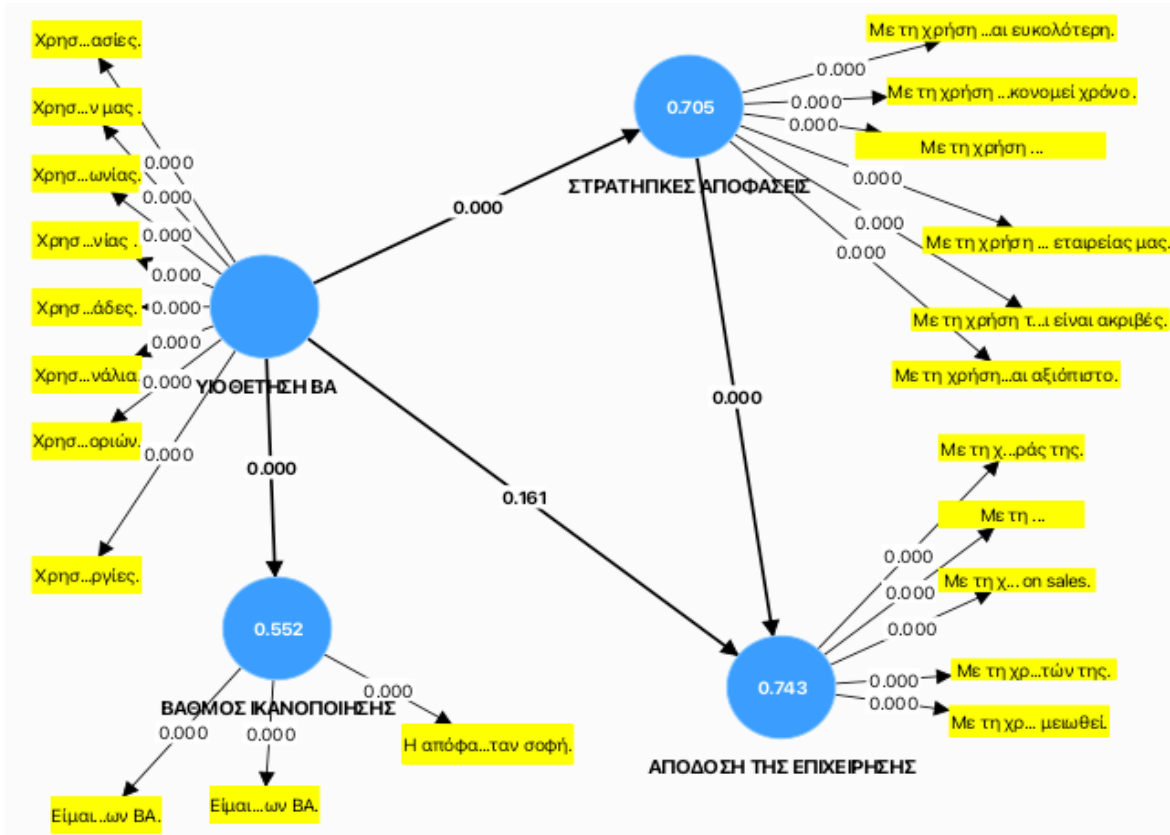 Χρησ...ασίες.
Χρησ...ν μας .
Χρησ...ωνίας.
Χρησ...νίας .
Χρησ...άδες.
Χρησ...νάλια.
Χρησ...οριών.
Χρησ...ργίες.
0.000
0.000
0.000
0.000
0.000
0.000
0.000
0.000
ΥΙΟΘΕΤΗΣΗ ΒΑ
0.000
0.000
0.161
0.705
ΣΤΡΑΤΗΓΙΚΕΣ ΑΠΟΦΑΣΕΙΣ
0.000
0.000
0.000
0.000
0.000
0.000
Με τη χρήση ...αι ευκολότερη.
Με τη χρήση ...κονομεί χρόνο.
Με τη χρήση ...
Με τη χρήση ... εταιρείας μας.
Με τη χρήση τ...ι είναι ακριβές.
Με τη χρήση...αι αξιόπιστο.
0.000
0.552
ΒΑΘΜΟΣ ΙΚΑΝΟΠΟΙΗΣΗΣ
0.000
0.000
0.000
Είμαι...ων ΒΑ.
Είμαι...ων ΒΑ.
Η απόφα...ταν σοφή.
0.743
ΑΠΟΔΟΣΗ ΤΗΣ ΕΠΙΧΕΙΡΗΣΗΣ
0.000
0.000
0.000
0.000
0.000
Με τη χ...ράς της.
Με τη ...
Με τη χ... on sales.
Με τη χρ...τών της.
Με τη χρ... μειωθεί.